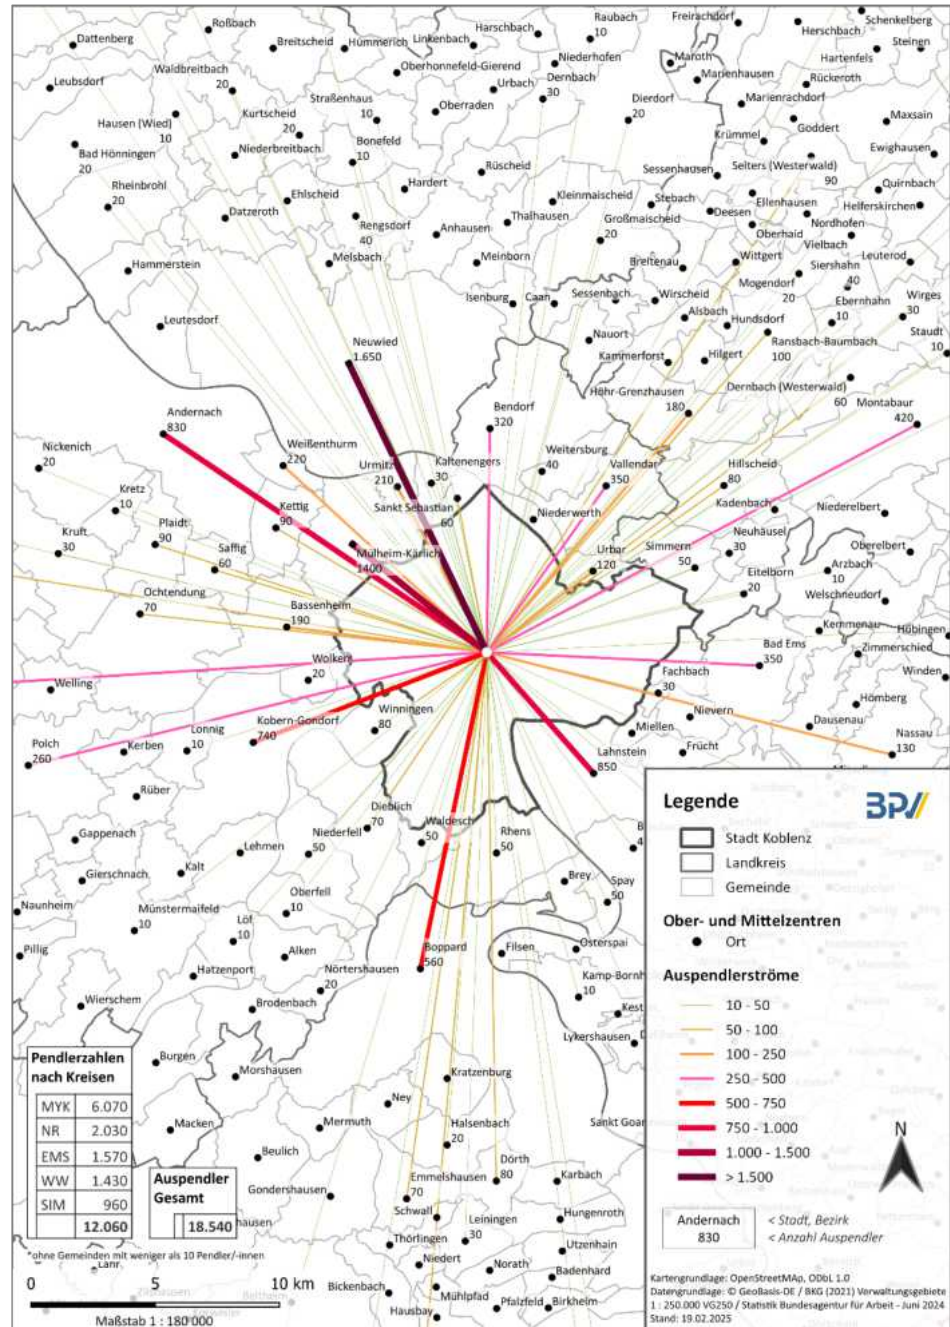 Roßbach
Dattenberg
Breitscheid
Hümmerich
Linkenbach
Harschbach
Raubach
10
Freirachdorf
Herschbach
Schenkelberg
Steinen
Hartenfels
Leubsdorf
Waldbreitbach
20
Oberhonnefeld-Gierend
Niederhofen
Maroth
Marienhausen
Rückeroth
Straßenhaus
10
Urbach
Dernbach
30
Hausen (Wied)
10
Kurtscheid
20
Oberraden
Dierdorf
20
Marienrachdorf
Goddert
Maxsain
Bad Hönningen
20
Niederbreitbach
Bonefeld
10
Krümmel
Ewighausen
Rheinbrohl
20
Ehlscheid
Hardert
Rüscheid
Sessenhausen
Selters (Westerwald)
90
Quirnbach
Datzeroth
Rengsdorf
40
Kleinmaischeid
Stebach
Ellenhausen
Helferskirchen
Anhausen
Thalhausen
Großmaischeid
20
Deesen
Oberhaid
Nordhofen
Vielbach
Hammerstein
Melsbach
Meinborn
Breitenau
Wittgert
Siershahn
40
Leuterod
Mogendorf
20
Isenburg
Caan
Sessenbach
Wirscheid
Ebernhahn
10
Wirges
30
Leutesdorf
Alsbach
Hundsdorf
Staudt
10
Neuwied
1.650
Nauort
Ransbach-Baumbach
100
Kammerforst
Hilgert
Höhr-Grenzhausen
180
Dernbach (Westerwald)
60
Andernach
830
Bendorf
320
Montabaur
420
Nickenich
20
Weißenthurm
220
Urmitz
210
Kaltenengers
30
Weitersburg
40
Vallendar
350
Hillscheid
80
Kretz
10
Kettig
90
Sankt Sebastian
60
Niederwerth
Kadenbach
Niederelbert
Kruft
30
Plaidt
90
Saffig
60
Mülheim-Kärlich
1400
Urbar
120
Simmern
50
Neuhäusel
30
Oberelbert
Eitelborn
20
Arzbach
10
Ochtendung
70
Bassenheim
190
Welschneudorf
Kemmenau
Hübingen
Zimmerschied
Wolken
20
Bad Ems
350
Welling
Fachbach
30
Winden
Winningen
80
Nievern
Hömberg
Kobern-Gondorf
740
Miellen
Dausenau
Lonnig
10
Polch
260
Kerben
Frücht
Nassau
130
Lahnstein
850
Rüber
Dieblich
70
Waldesch
50
Gappenach
Niederfell
50
Rhens
50
Lehmen
Gierschnach
Kalt
Brey
Spay
50
Oberfell
10
Naunheim
Münstermaifeld
10
Löf
10
Boppard
560
Filsen
Osterspai
Pillig
Alken
Hatzenport
Nörtershausen
20
Kamp-Bornh
10
Wierschem
Brodenbach
Kest
Lykershausen
Burgen
Morshausen
Kratzenburg
Ney
Macken
Mermuth
Halsenbach
20
Sankt Goar
Beulich
Dörth
80
Emmelshausen
70
Karbach
Gondershausen
Schwall
Leiningen
30
Hungenroth
hausen
Thörlingen
Utzenhain
Niedert
Norath
Badenhard
Bickenbach
Mühlpfad
Pfalzfeld
Birkheim
Hausbay
Pendlerzahlen
nach Kreisen
MYK 6.070
NR 2.030
EMS 1.570
WW 1.430
SIM 960
12.060
Auspendler
Gesamt
18.540
*ohne Gemeinden mit weniger als 10 Pendler/-innen
0 5 10 km
Maßstab 1 : 180 000
Legende
BPV
Stadt Koblenz
Landkreis
Gemeinde
Ober- und Mittelzentren
Ort
Auspendlerströme
10 - 50
50 - 100
100 - 250
250 - 500
500 - 750
750 - 1.000
1.000 - 1.500
> 1.500
N
Andernach < Stadt, Bezirk
830 < Anzahl Auspendler
Kartengrundlage: OpenStreetMAp, ODbL 1.0
Datengrundlage: © GeoBasis-DE / BKG (2021) Verwaltungsgebiete
1 : 250.000 VG250 / Statistik Bundesagentur für Arbeit - Juni 2024
Stand: 19.02.2025